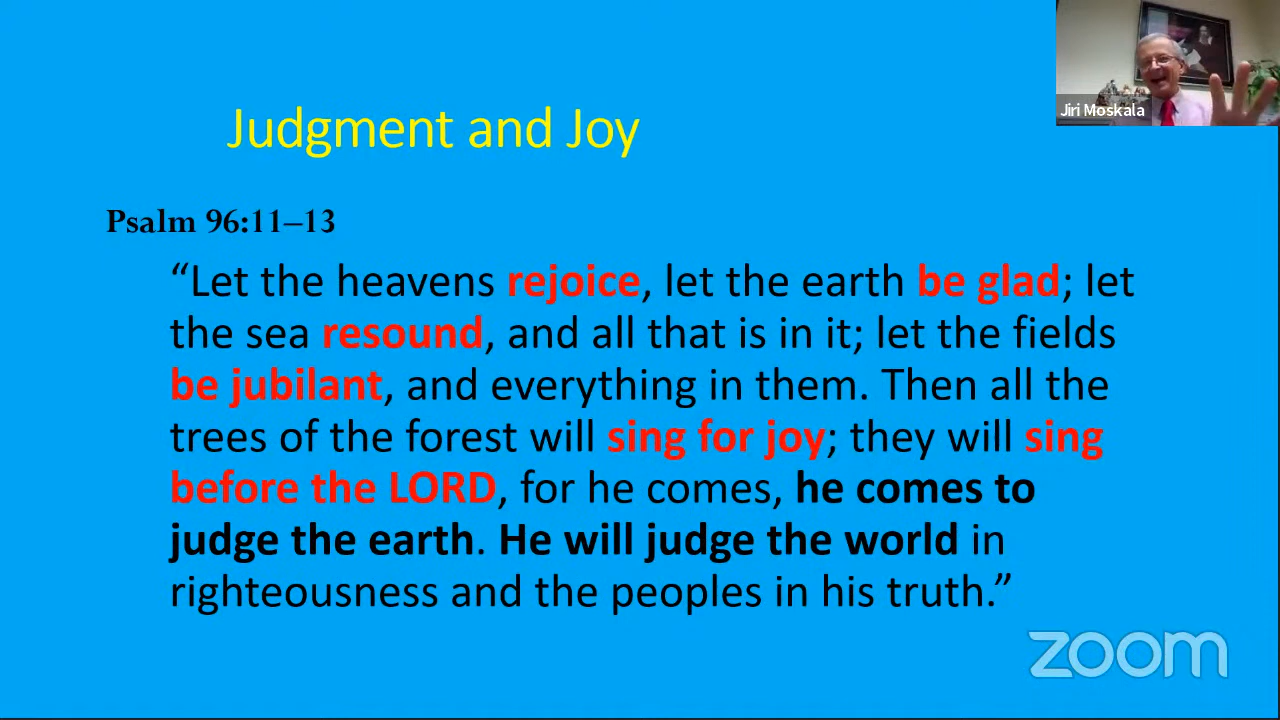 Jiri Moskala
Judgment and Joy
Psalm 96:11–13
“Let the heavens rejoice, let the earth be glad; let
the sea resound, and all that is in it; let the fields
be jubilant, and everything in them. Then all the
trees of the forest will sing for joy; they will sing
before the LORD, for he comes, he comes to
judge the earth. He will judge the world in
righteousness and the peoples in his truth.”
zoom